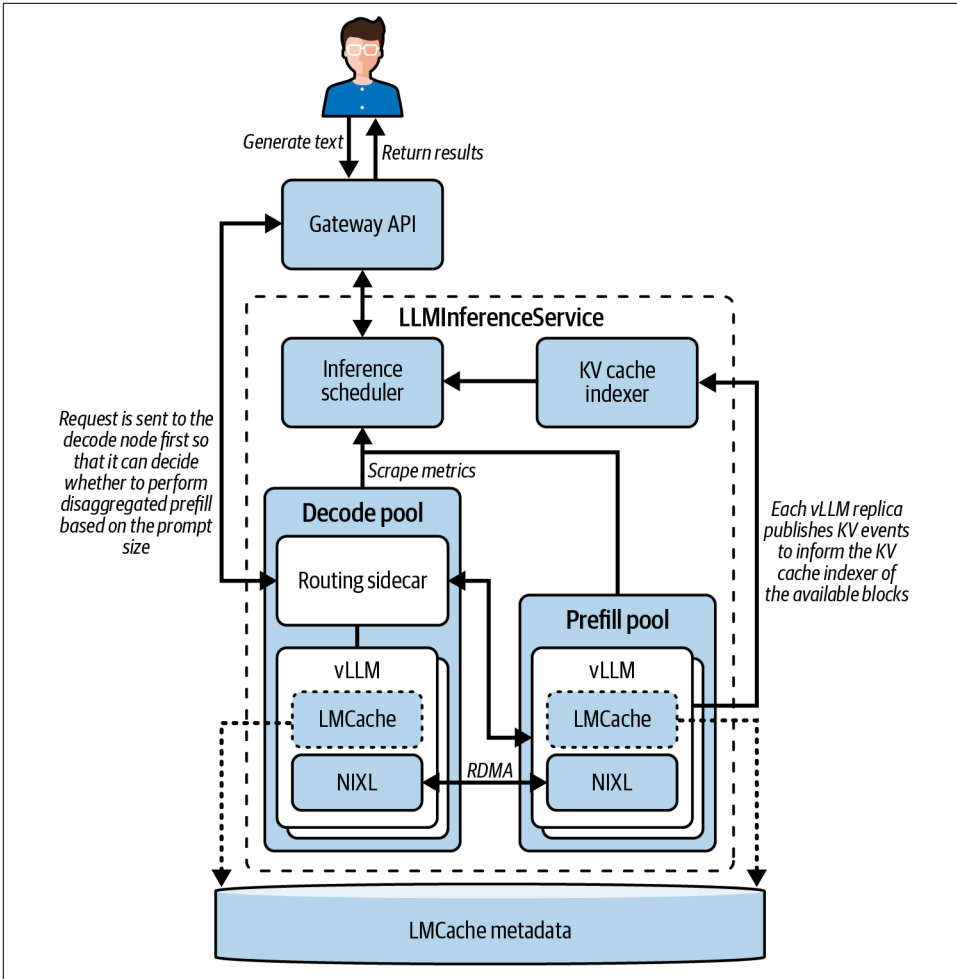 Generate text
Return results
Gateway API
LLMInferenceService
Inference
scheduler
KV cache
indexer
Request is sent to the
decode node first so
that it can decide
whether to perform
disaggregated prefill
based on the prompt
size
Scrape metrics
Each vLLM replica
publishes KV events
to inform the KV
cache indexer of
the available blocks
Decode pool
Routing sidecar
vLLM
LMCache
NIXL
RDMA
Prefill pool
vLLM
LMCache
NIXL
LMCache metadata